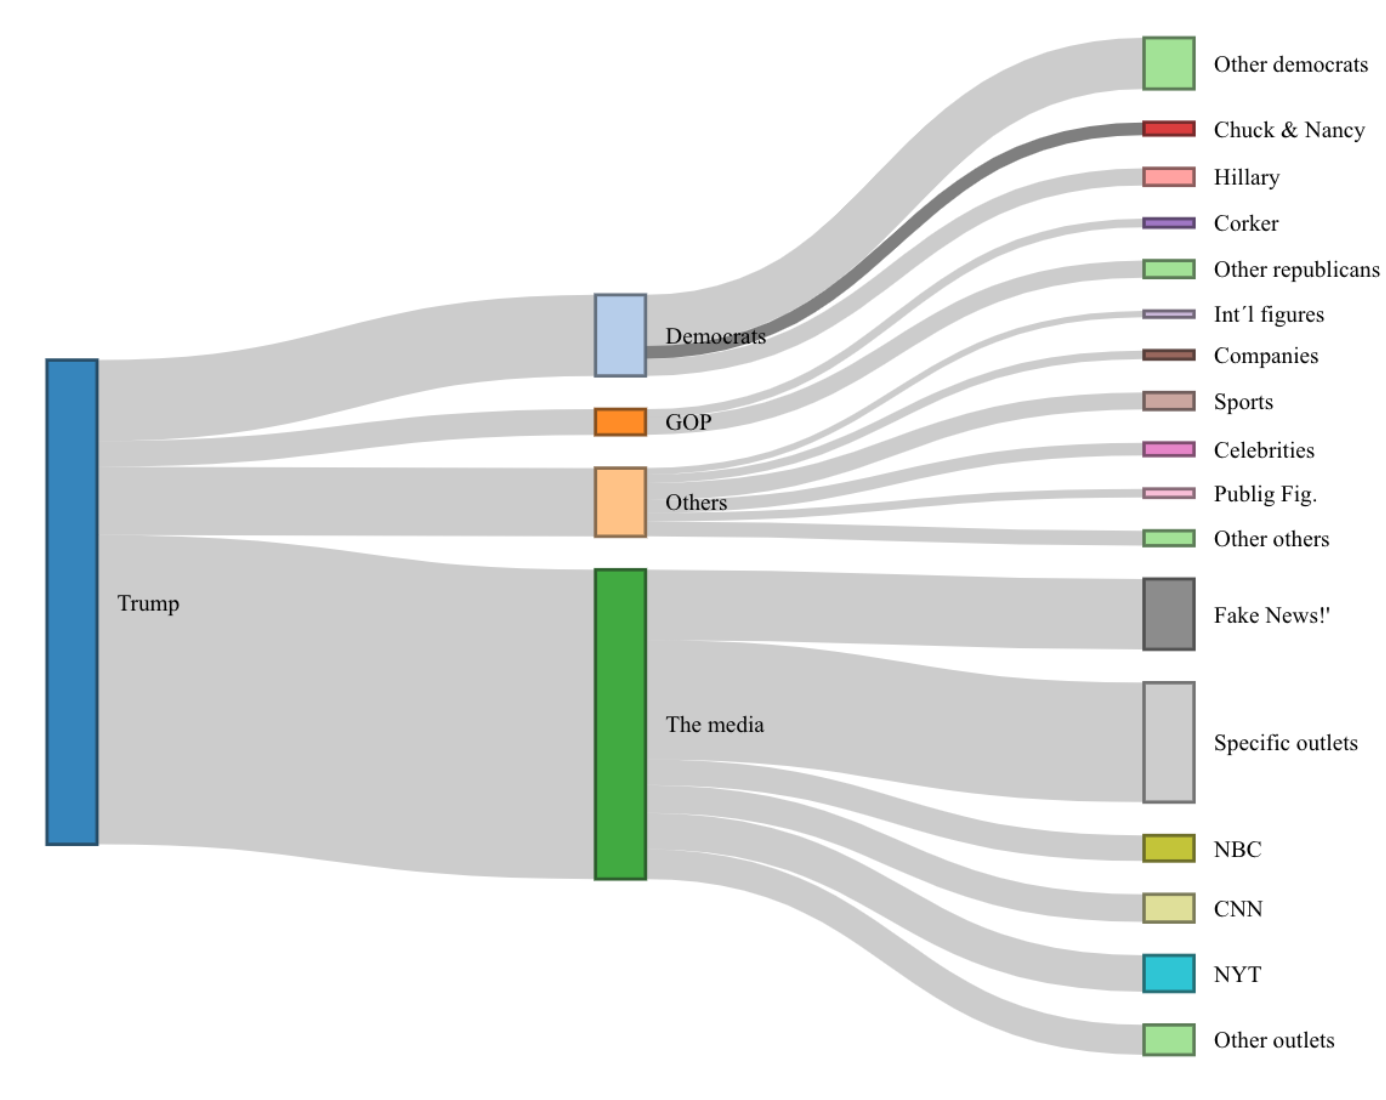 Trump
Democrats
GOP
Others
The media
Other democrats
Chuck & Nancy
Hillary
Corker
Other republicans
Int´l figures
Companies
Sports
Celebrities
Publig Fig.
Other others
Fake News!'
Specific outlets
NBC
CNN
NYT
Other outlets